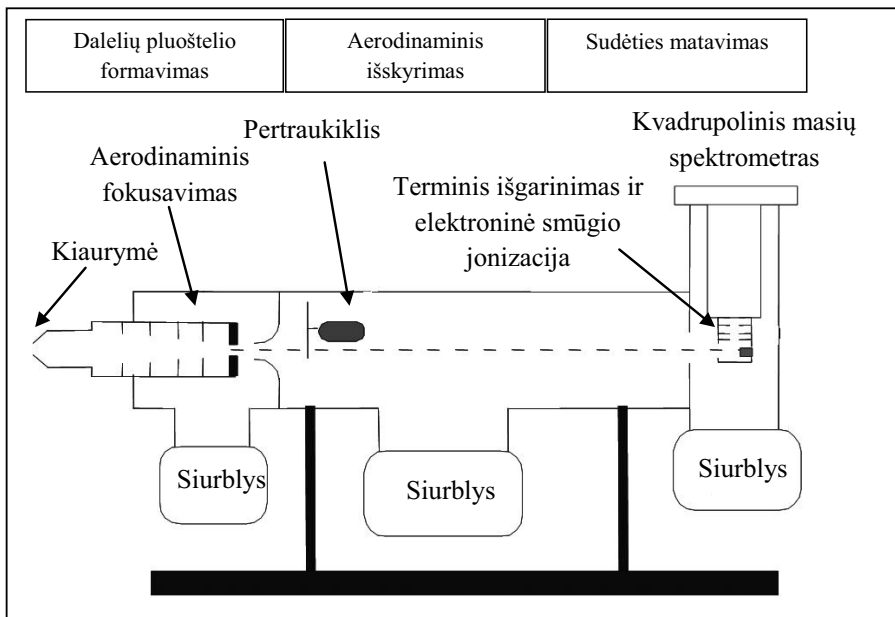 Dalelių pluoštelio
formavimas
Aerodinaminis
išskyrimas
Sudėties matavimas
Pertraukiklis
Kvadrupolinis masių
spektrometras
Aerodinaminis
fokusavimas
Terminis išgarinimas ir
elektroninė smūgio
jonizacija
Kiaurymė
Siurblys
Siurblys
Siurblys